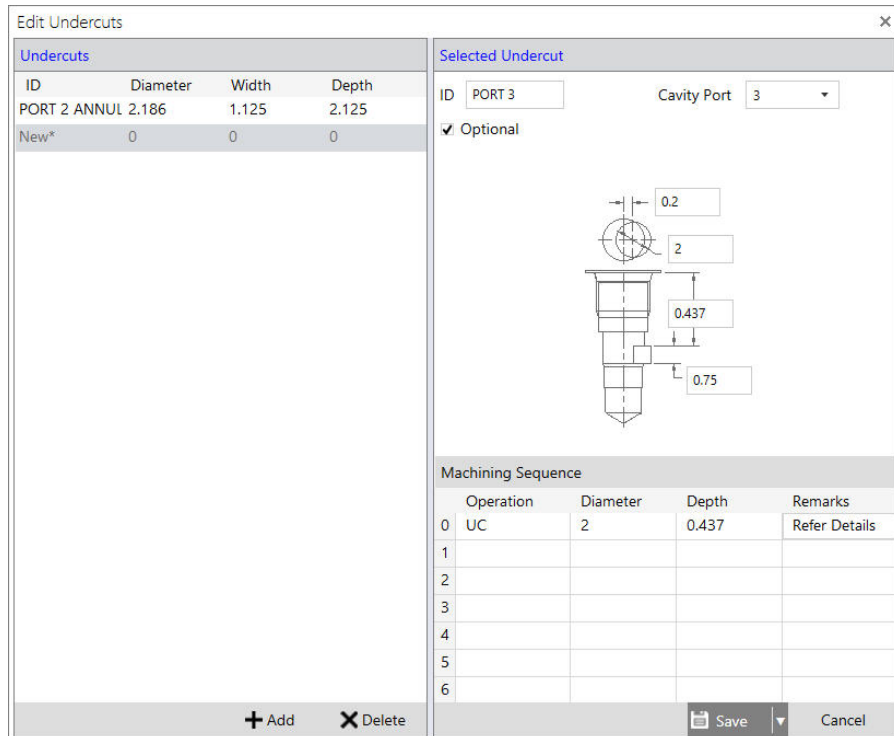 Edit Undercuts
Undercuts
ID Diameter Width Depth
PORT 2 ANNUL 2.186 1.125 2.125
New* 0 0 0
Add Delete
Selected Undercut
ID PORT 3 Cavity Port 3
Optional
0.2
2
0.437
0.75
Machining Sequence
Operation Diameter Depth Remarks
0 UC 2 0.437 Refer Details
1
2
3
4
5
6
Save Cancel